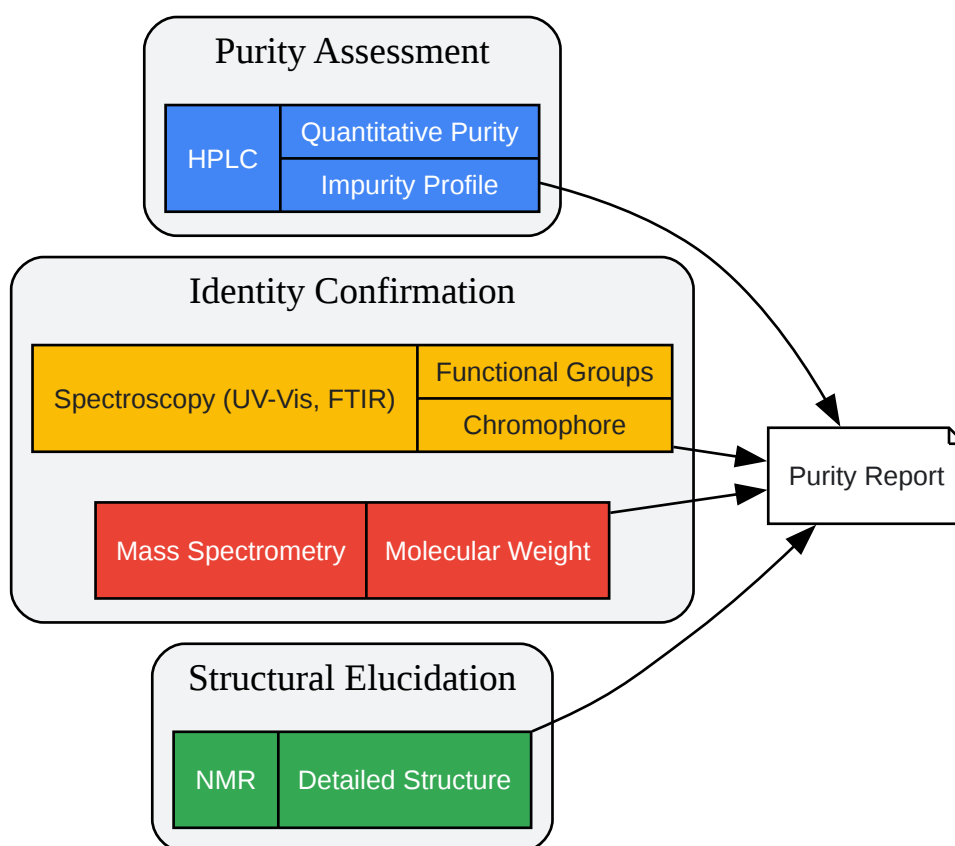 Purity Assessment
HPLC
Quantitative Purity
Impurity Profile
Identity Confirmation
Spectroscopy (UV-Vis, FTIR)
Functional Groups
Chromophore
Mass Spectrometry
Molecular Weight
Purity Report
Structural Elucidation
NMR
Detailed Structure